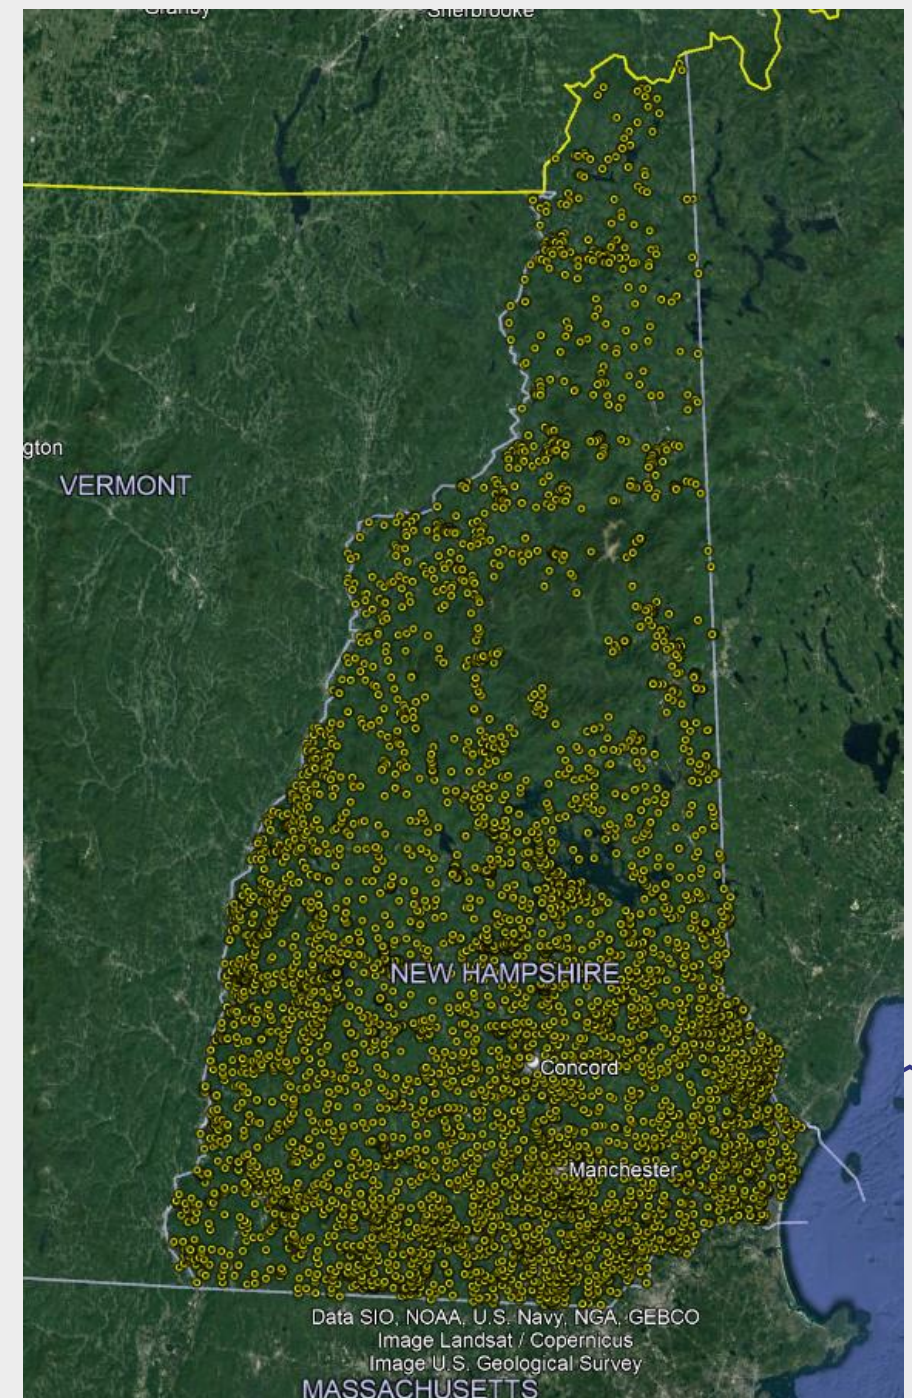 Granby
Sherbrooke
gton
VERMONT
NEW HAMPSHIRE
Concord
Manchester
Data SIO, NOAA, U.S. Navy, NGA, GEBCO
Image Landsat / Copernicus
Image U.S. Geological Survey
MASSACHUSETTS